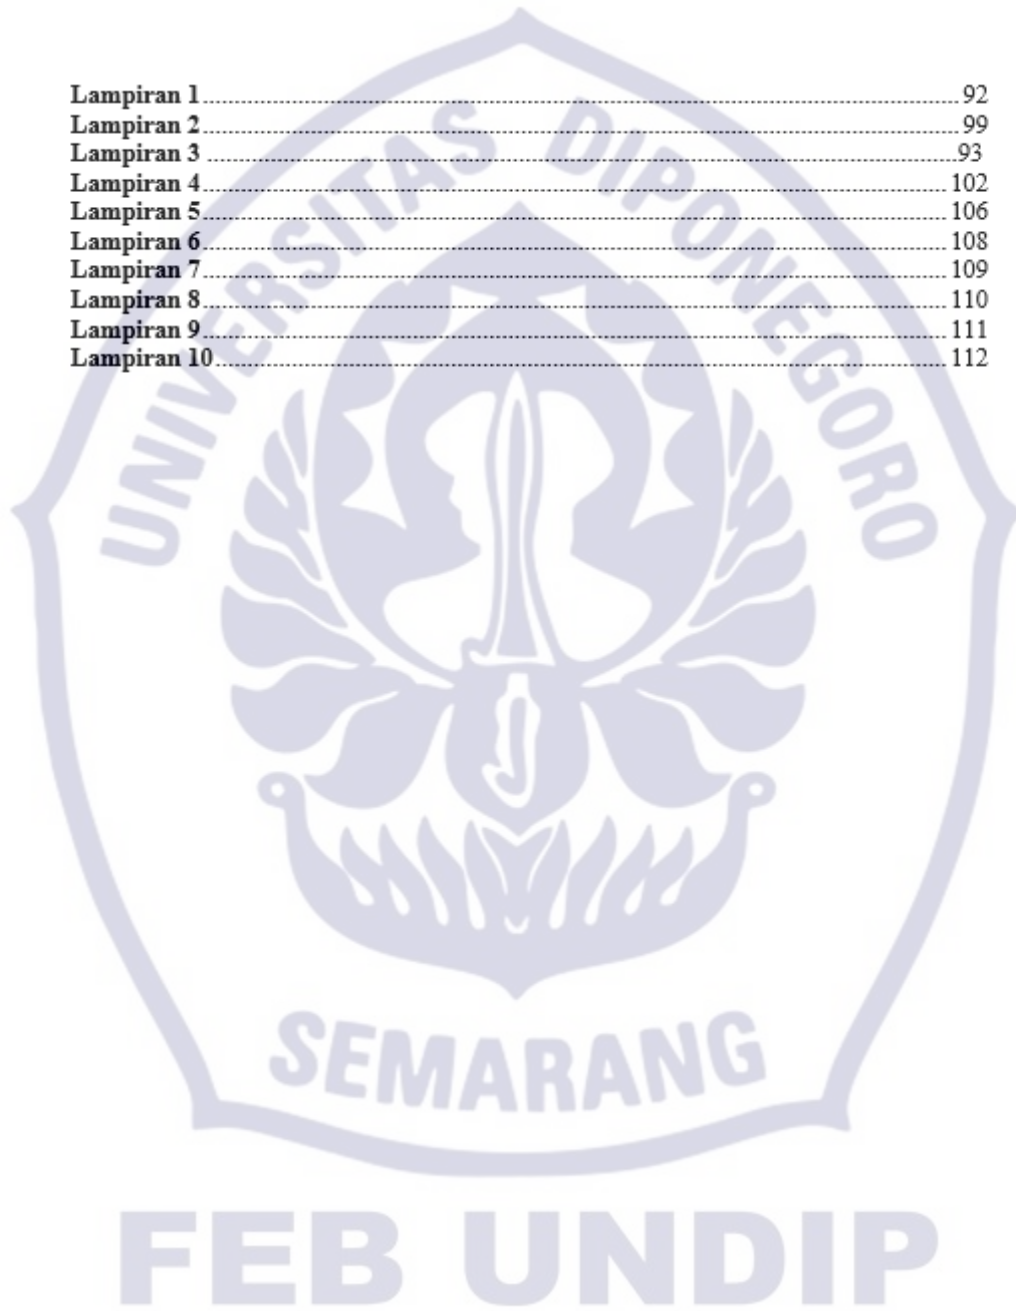 Lampiran 1........................................................92
Lampiran 2........................................................99
Lampiran 3 ........................................................93
Lampiran 4........................................................102
Lampiran 5........................................................106
Lampiran 6........................................................108
Lampiran 7........................................................109
Lampiran 8........................................................110
Lampiran 9........................................................111
Lampiran 10........................................................112
UNIVERSITAS DIPONEGORO
SEMARANG
FEB UNDIP